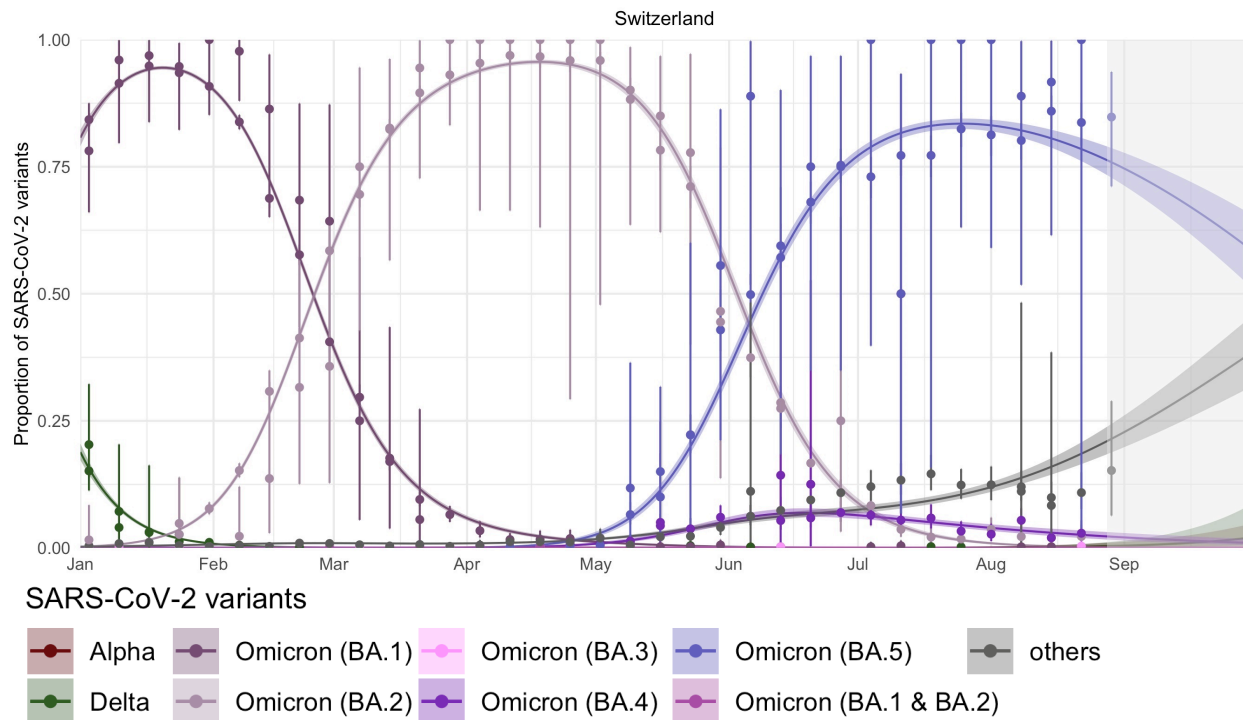 Switzerland
Proportion of SARS-CoV-2 variants
1.00
0.75
0.50
0.25
0.00
Jan Feb Mar Apr May Jun Jul Aug Sep
SARS-CoV-2 variants
Alpha Omicron (BA.1) Omicron (BA.3) Omicron (BA.5) others
Delta Omicron (BA.2) Omicron (BA.4) Omicron (BA.1 & BA.2)